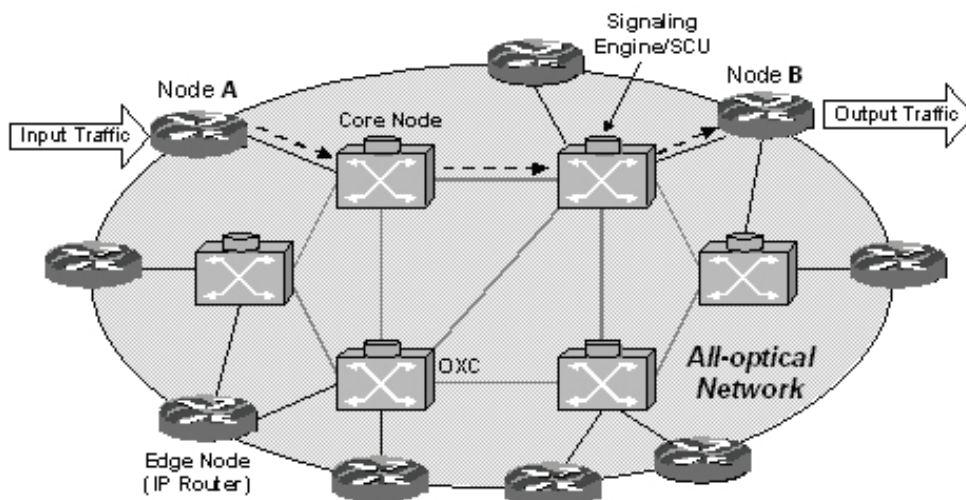 Signaling
Engine/SCU
Node A
Node B
Input Traffic
Core Node
Output Traffic
OXC
All-optical
Network
Edge Node
(IP Router)